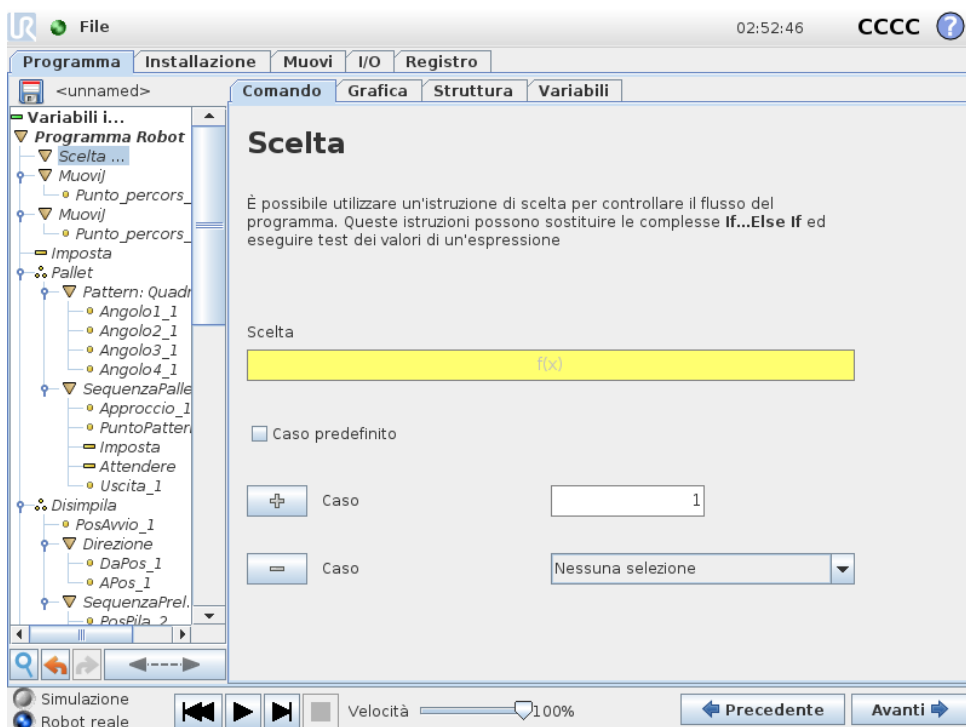 UR File 02:52:46 CCCC ?
Programma Installazione Muovi I/O Registro
<unnamed>
Comando Grafica Struttura Variabili
Variabili i...
Programma Robot
Scelta ...
MuoviJ
Punto_percors_
MuoviJ
Punto_percors_
Imposta
Pallet
Pattern: Quadr
Angolo1_1
Angolo2_1
Angolo3_1
Angolo4_1
SequenzaPalle
Approccio_1
PuntoPatter
Imposta
Attendere
Uscita_1
Disimpila
PosAvvio_1
Direzione
DaPos_1
APos_1
SequenzaPrel.
PosPila_2
Scelta
È possibile utilizzare un'istruzione di scelta per controllare il flusso del
programma. Queste istruzioni possono sostituire le complesse If...Else If ed
eseguire test dei valori di un'espressione
Scelta
f(x)
Caso predefinito
Caso 1
Caso Nessuna selezione
Simulazione
Robot reale
Velocità 100%
Precedente Avanti